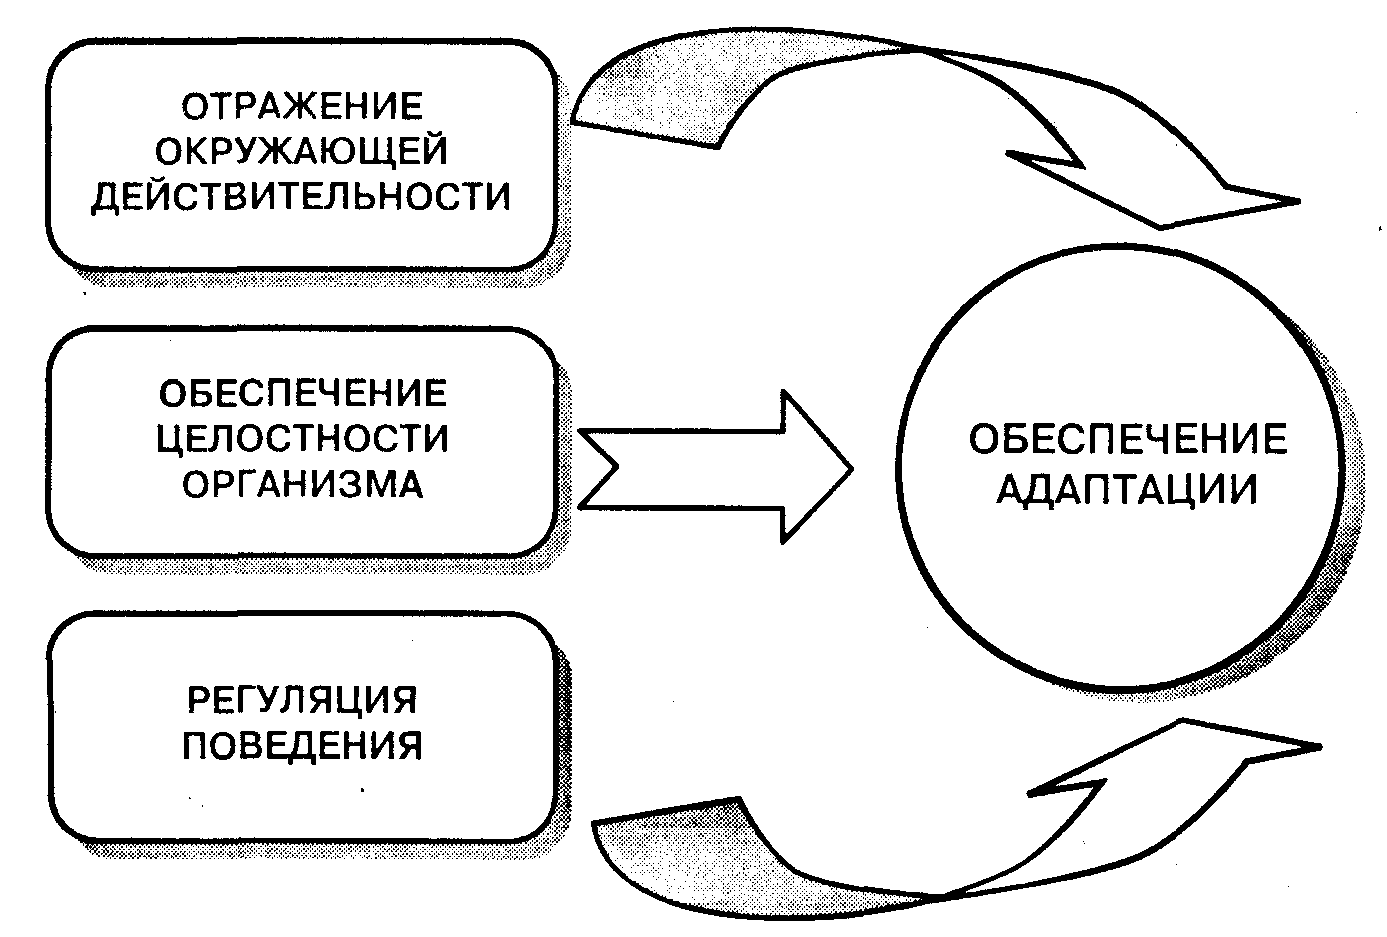 ОТРАЖЕНИЕ
ОКРУЖАЮЩЕЙ
ДЕЙСТВИТЕЛЬНОСТИ
ОБЕСПЕЧЕНИЕ
ЦЕЛОСТНОСТИ
ОРГАНИЗМА
РЕГУЛЯЦИЯ
ПОВЕДЕНИЯ
ОБЕСПЕЧЕНИЕ
АДАПТАЦИИ